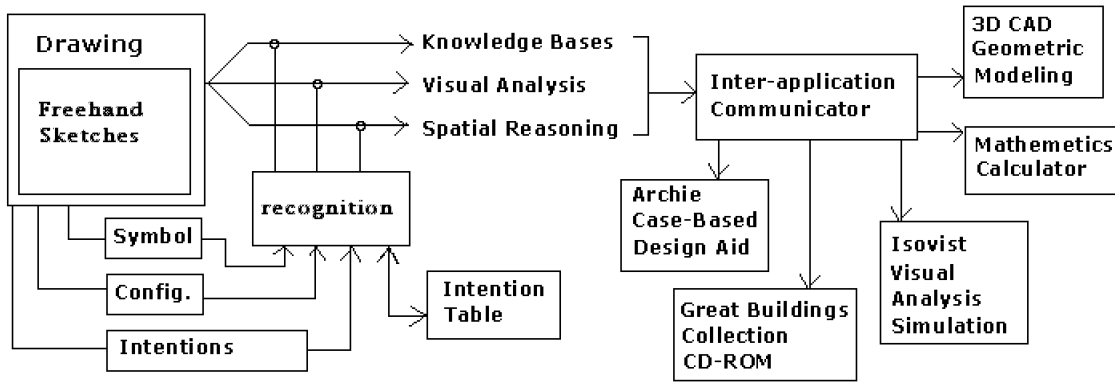 Drawing
Freehand
Sketches
Knowledge Bases
Visual Analysis
Spatial Reasoning
recognition
Symbol
Config.
Intentions
Intention
Table
Inter-application
Communicator
3D CAD
Geometric
Modeling
Mathemetics
Calculator
Archie
Case-Based
Design Aid
Great Buildings
Collection
CD-ROM
Isovist
Visual
Analysis
Simulation